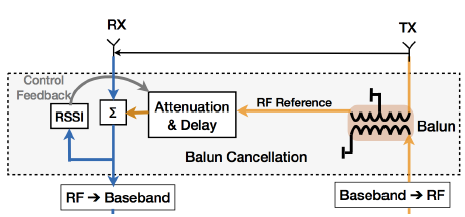 RX
TX
Control
Feedback
RSSI
Σ
Attenuation
& Delay
RF Reference
Balun
Balun Cancellation
RF → Baseband
Baseband → RF